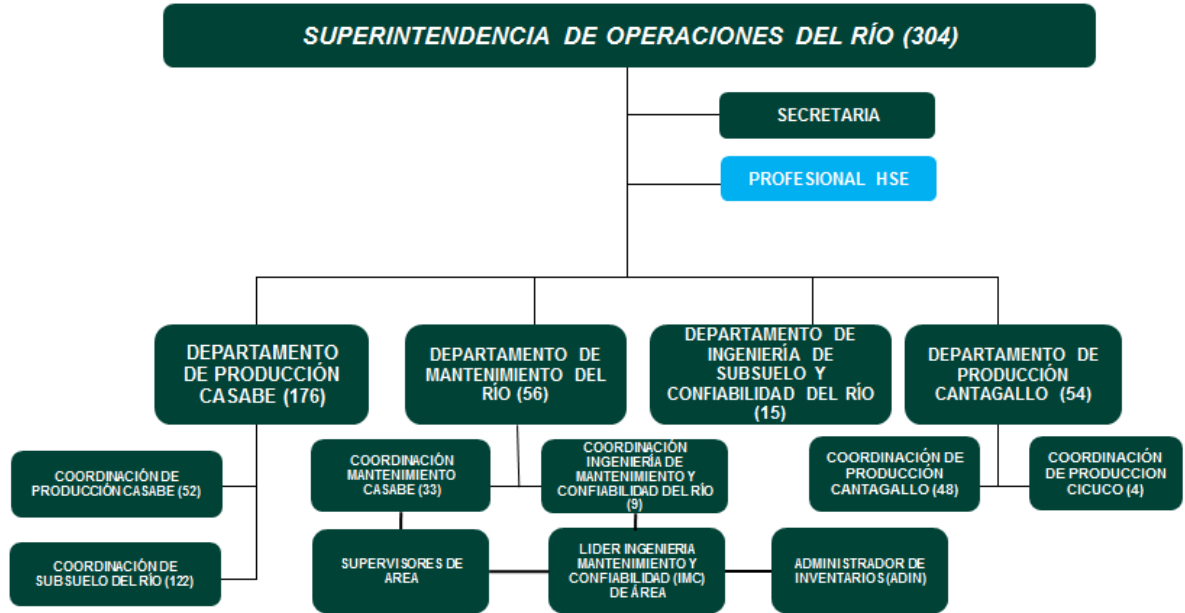 SUPERINTENDENCIA DE OPERACIONES DEL RÍO (304)
SECRETARIA
PROFESIONAL HSE
DEPARTAMENTO
DE PRODUCCIÓN
CASABE (176)
DEPARTAMENTO DE
MANTENIMIENTO DEL
RÍO (56)
DEPARTAMENTO DE
INGENIERÍA DE
SUBSUELO Y
CONFIABILIDAD DEL RÍO
(15)
DEPARTAMENTO DE
PRODUCCIÓN
CANTAGALLO (54)
COORDINACIÓN DE
PRODUCCIÓN CASABE (52)
COORDINACIÓN
MANTENIMIENTO
CASABE (33)
COORDINACIÓN
INGENIERÍA DE
MANTENIMIENTO Y
CONFIABILIDAD DEL RÍO
(9)
COORDINACIÓN DE
PRODUCCIÓN
CANTAGALLO (48)
COORDINACIÓN
DE PRODUCCION
CICUCO (4)
COORDINACIÓN DE
SUBSUELO DEL RÍO (122)
SUPERVISORES DE
AREA
LIDER INGENIERIA
MANTENIMIENTO Y
CONFIABILIDAD (IMC)
DE ÁREA
ADMINISTRADOR DE
INVENTARIOS (ADIN)